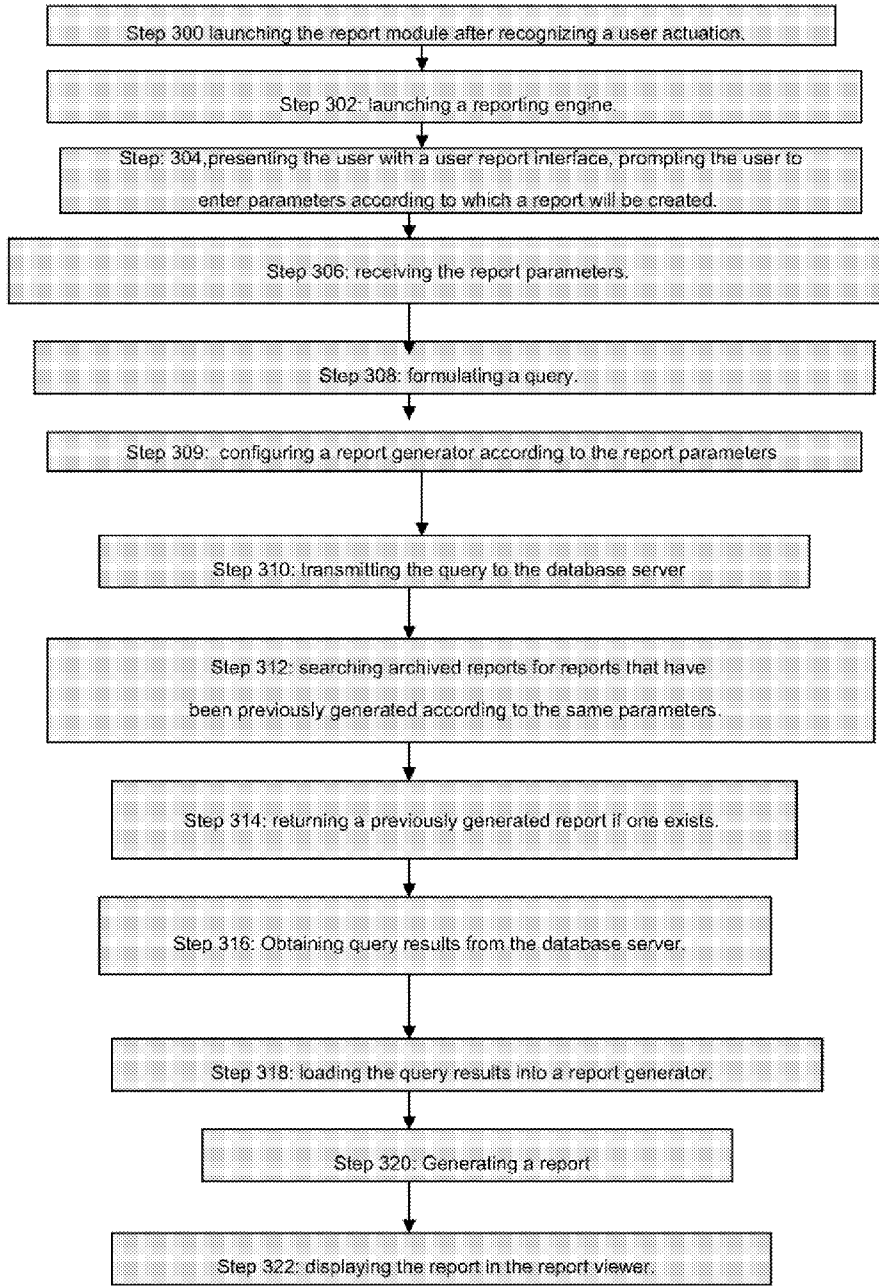 Step 300 launching the report module after recognizing a user actuation.
Step 302: launching a reporting engine.
Step: 304,presenting the user with a user report interface, prompting the user to
enter parameters according to which a report will be created.
Step 306: receiving the report parameters.
Step 308: formulating a query.
Step 309: configuring a report generator according to the report parameters
Step 310: transmitting the query to the database server
Step 312: searching archived reports for reports that have
been previously generated according to the same parameters.
Step 314: returning a previously generated report if one exists.
Step 316: Obtaining query results from the database server.
Step 318: loading the query results into a report generator.
Step 320: Generating a report
Step 322: displaying the report in the report viewer.